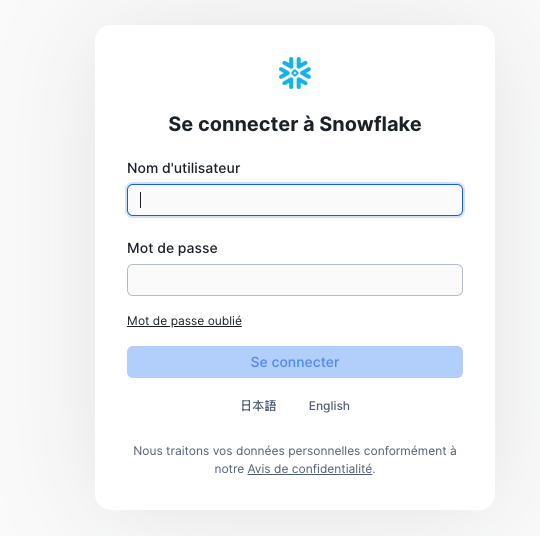 Se connecter à Snowflake
Nom d'utilisateur
Mot de passe
Mot de passe oublié
Se connecter
日本語 English
Nous traitons vos données personnelles conformément à
notre Avis de confidentialité.